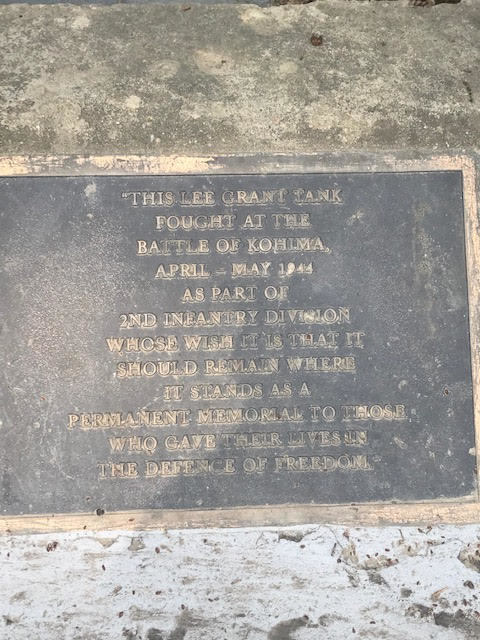 "THIS LEE GRANT TANK
FOUGHT AT THE
BATTLE OF KOHIMA,
APRIL - MAY 1944
AS PART OF
2ND INFANTRY DIVISION
WHOSE WISH IT IS THAT IT
SHOULD REMAIN WHERE
IT STANDS AS A
PERMANENT MEMORIAL TO THOSE
WHO GAVE THEIR LIVES IN
THE DEFENCE OF FREEDOM."